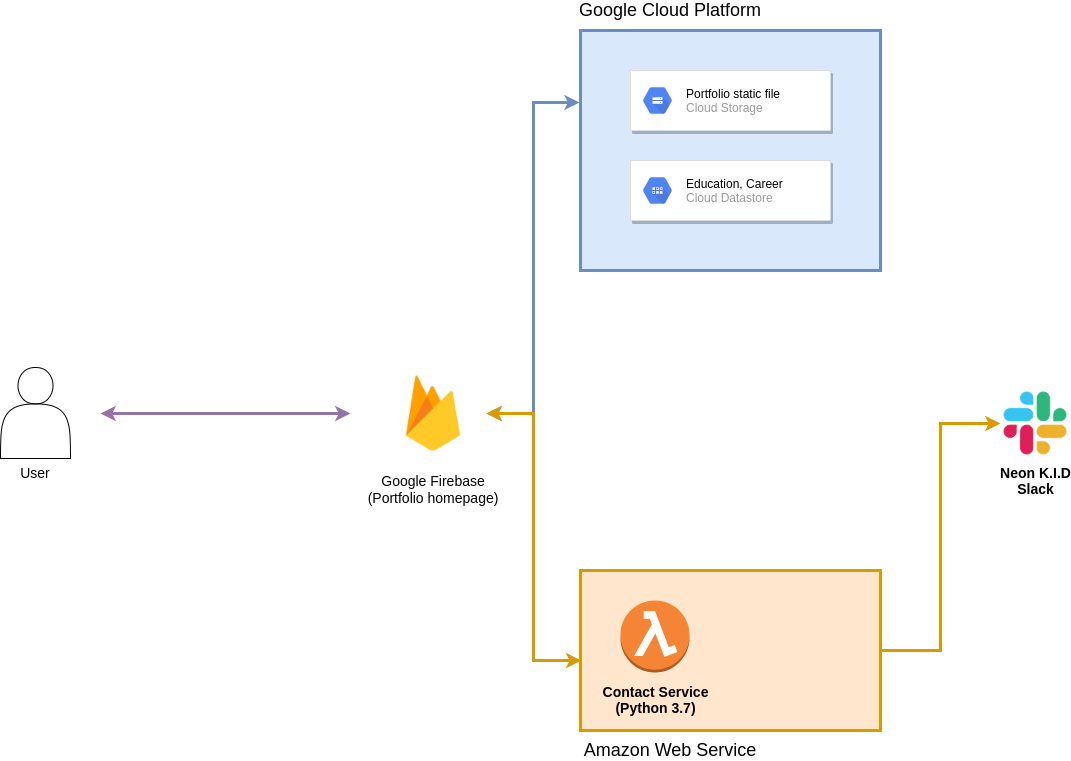 Google Cloud Platform
Portfolio static file
Cloud Storage
Education, Career
Cloud Datastore
User
Google Firebase
(Portfolio homepage)
Neon K.I.D
Slack
Contact Service
(Python 3.7)
Amazon Web Service